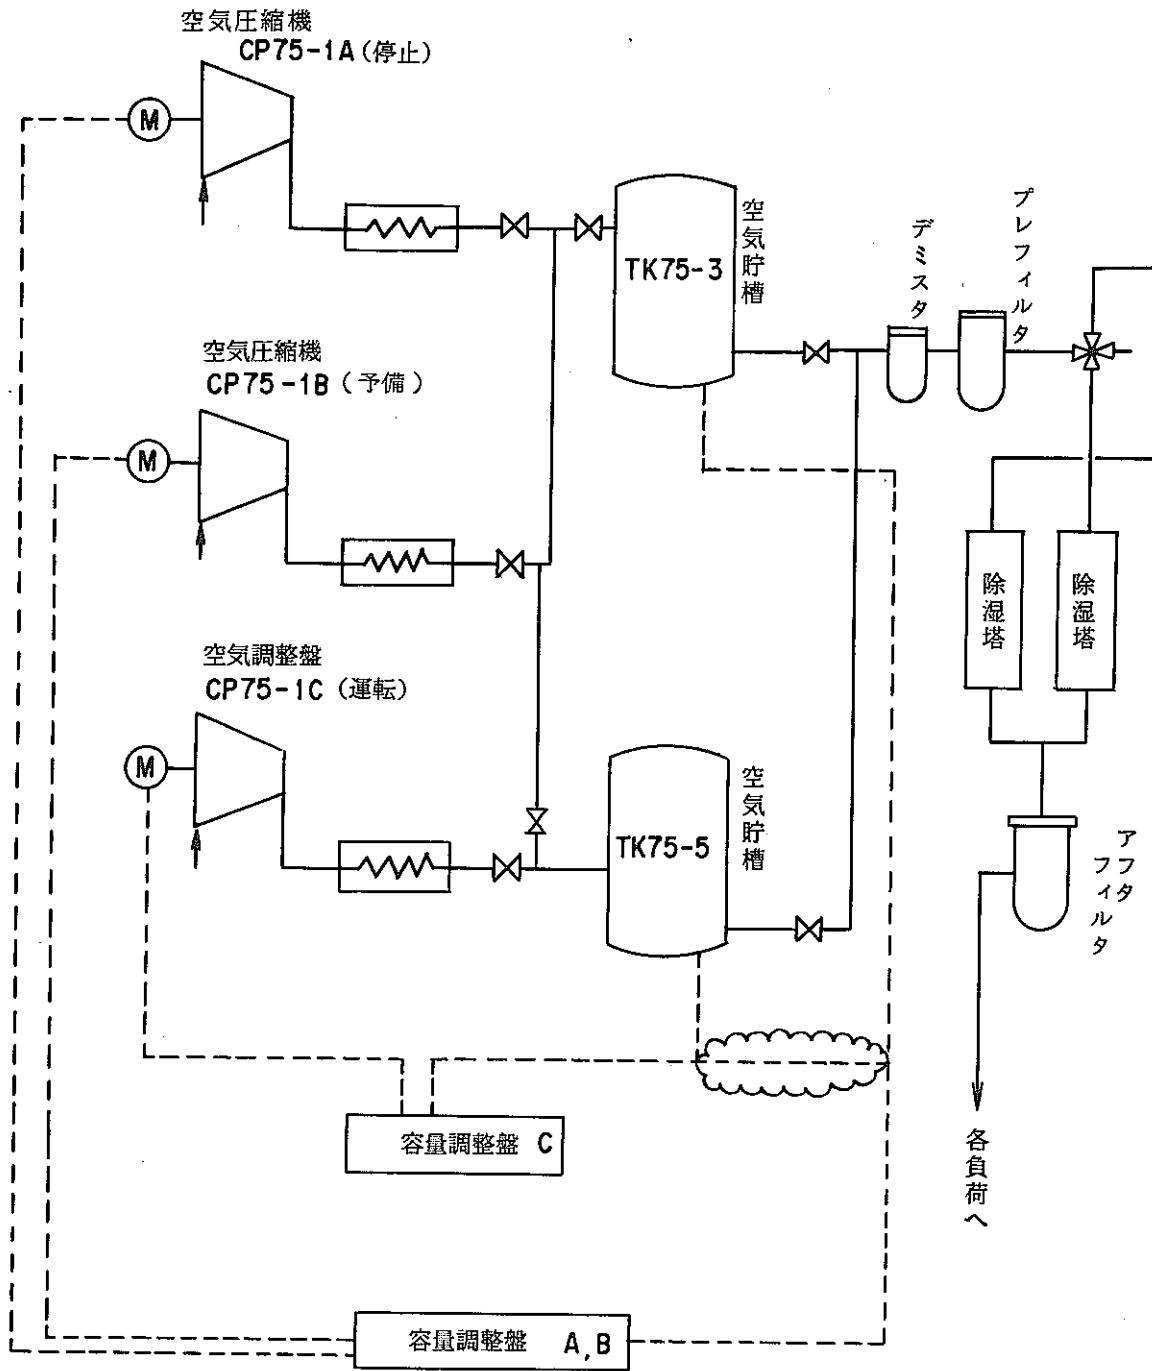 空気圧縮機
CP75-1A（停止）
M
空気貯槽
TK75-3
デミスタ
プレフィルタ
空気圧縮機
CP75-1B（予備）
M
除湿塔
除湿塔
空気調整盤
CP75-1C（運転）
M
空気貯槽
TK75-5
アフタ
フィルタ
容量調整盤 C
各負荷へ
容量調整盤 A,B